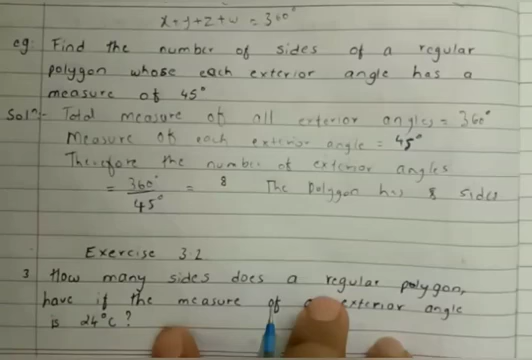 x+y+z+w = 360°
eg: Find the number of sides of a regular
polygon whose each exterior angle has a
measure of 45°
Solⁿ:- Total measure of all exterior angles = 360°
Measure of each exterior angle = 45°
Therefore the number of exterior angles
= 360°/45° = 8 The Polygon has 8 sides
Exercise 3.2
3 How many sides does a regular polygon,
have if the measure of exterior angle
is 24°c?